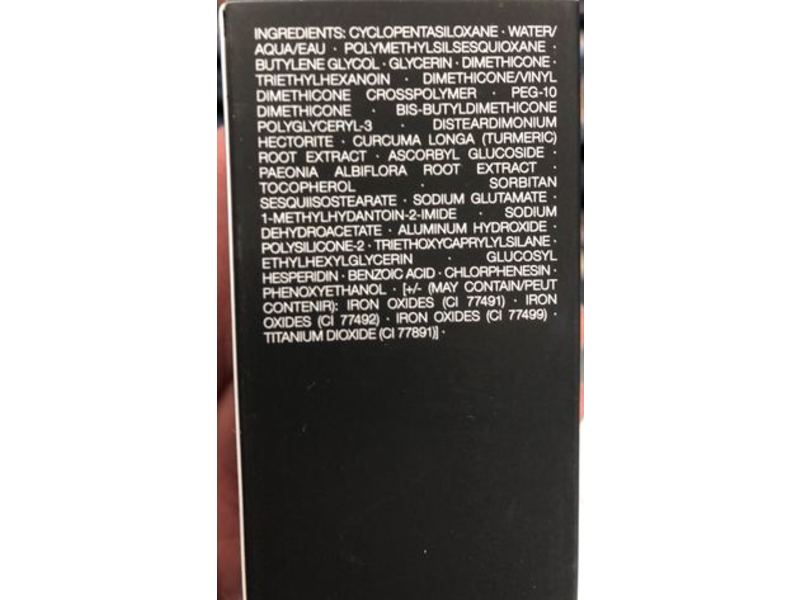 INGREDIENTS: CYCLOPENTASILOXANE · WATER/
AQUA/EAU · POLYMETHYLSILSESQUIOXANE ·
BUTYLENE GLYCOL · GLYCERIN · DIMETHICONE ·
TRIETHYLHEXANOIN · DIMETHICONE/VINYL
DIMETHICONE CROSSPOLYMER · PEG-10
DIMETHICONE · BIS-BUTYLDIMETHICONE
POLYGLYCERYL-3 · DISTEARDIMONIUM
HECTORITE · CURCUMA LONGA (TURMERIC)
ROOT EXTRACT · ASCORBYL GLUCOSIDE ·
PAEONIA ALBIFLORA ROOT EXTRACT ·
TOCOPHEROL · SORBITAN
SESQUIISOSTEARATE · SODIUM GLUTAMATE ·
1-METHYLHYDANTOIN-2-IMIDE · SODIUM
DEHYDROACETATE · ALUMINUM HYDROXIDE ·
POLYSILICONE-2 · TRIETHOXYCAPRYLYLSILANE ·
ETHYLHEXYLGLYCERIN · GLUCOSYL
HESPERIDIN · BENZOIC ACID · CHLORPHENESIN ·
PHENOXYETHANOL · [+/- (MAY CONTAIN/PEUT
CONTENIR): IRON OXIDES (CI 77491) · IRON
OXIDES (CI 77492) · IRON OXIDES (CI 77499) ·
TITANIUM DIOXIDE (CI 77891)] ·